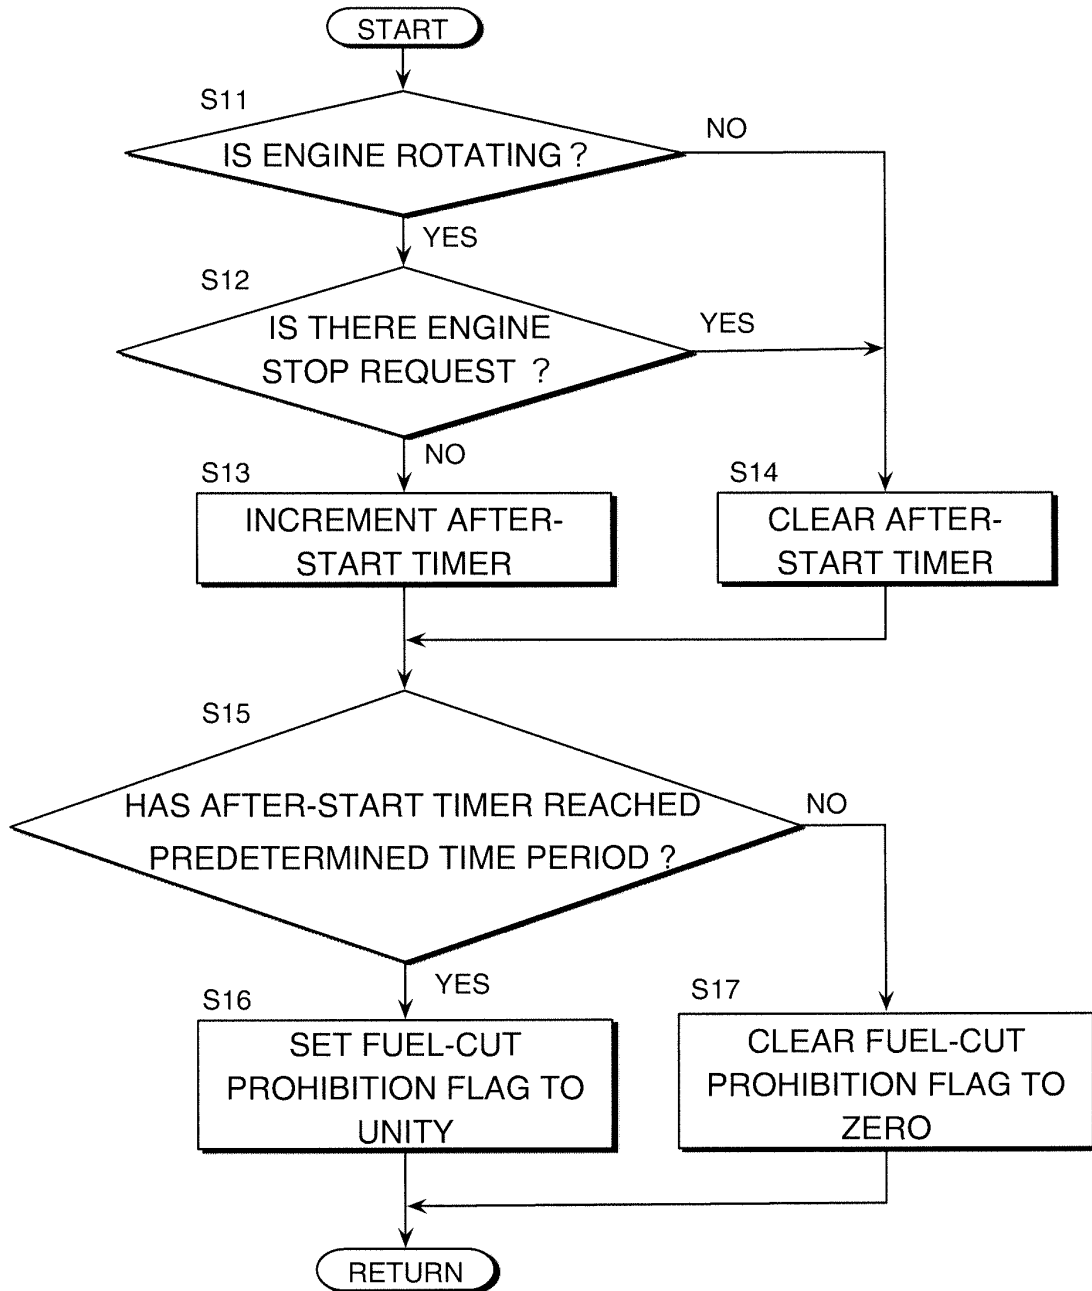 START
S11
NO
IS ENGINE ROTATING ?
YES
S12
IS THERE ENGINE
STOP REQUEST ?
YES
NO
S13
INCREMENT AFTER-
START TIMER
S14
CLEAR AFTER-
START TIMER
S15
HAS AFTER-START TIMER REACHED
PREDETERMINED TIME PERIOD ?
NO
YES
S16
SET FUEL-CUT
PROHIBITION FLAG TO
UNITY
S17
CLEAR FUEL-CUT
PROHIBITION FLAG TO
ZERO
RETURN